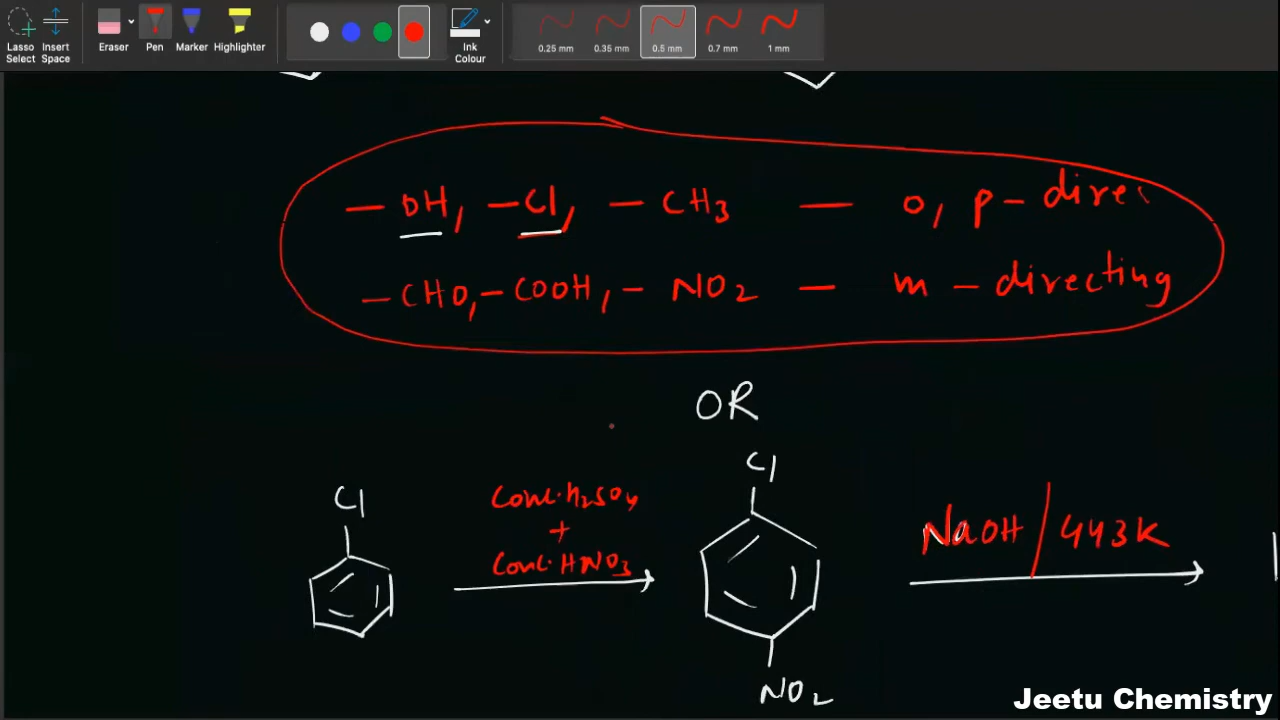 Lasso Select
Insert Space
Eraser
Pen
Marker
Highlighter
Ink Colour
0.25 mm
0.35 mm
0.5 mm
0.7 mm
1 mm
— OH, — Cl, — CH3 — o, p - direc
— CHO, — COOH, — NO2 — m - directing
OR
Cl
Cl
Conc. H2SO4
+
Conc. HNO3
NaOH / 443K
NO2
Jeetu Chemistry